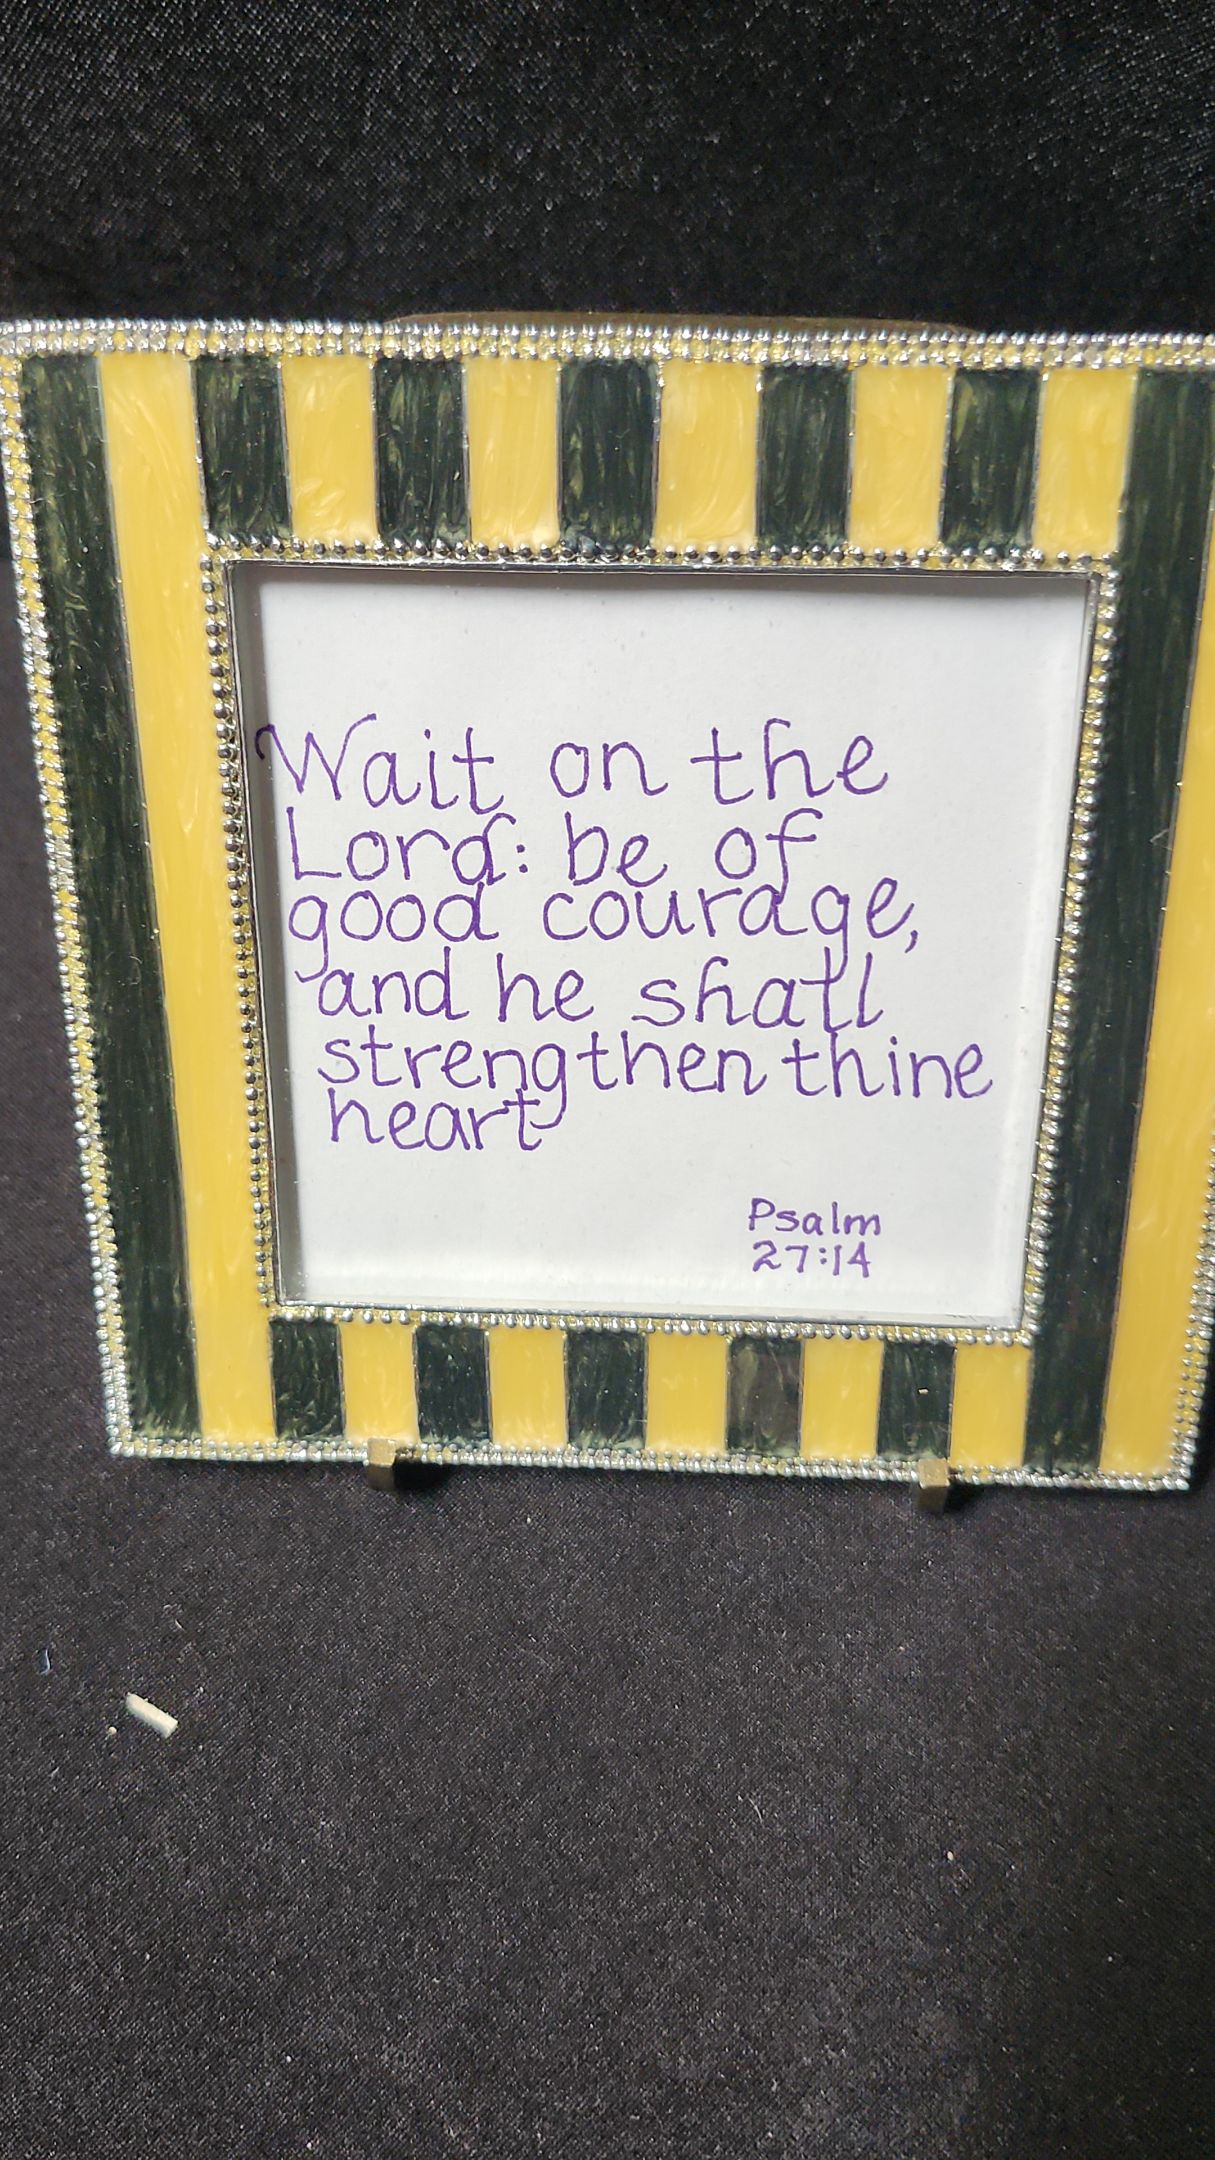 Wait on the
Lord: be of
good courage,
and he shall
strengthen thine
heart
Psalm
27:14